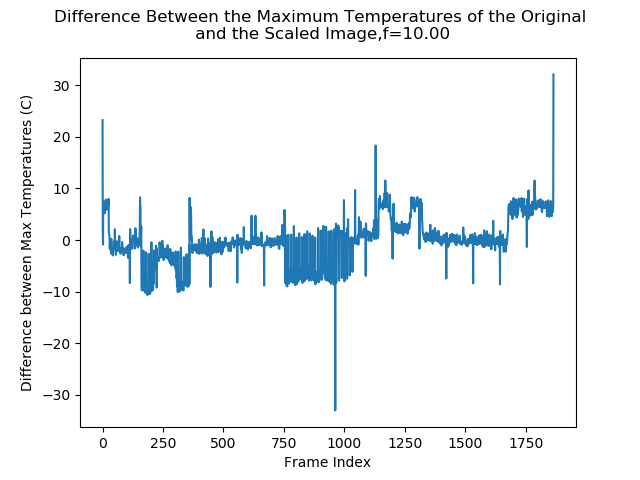 Difference Between the Maximum Temperatures of the Original
and the Scaled Image,f=10.00
30
20
10
0
−10
−20
−30
Difference between Max Temperatures (C)
0 250 500 750 1000 1250 1500 1750
Frame Index